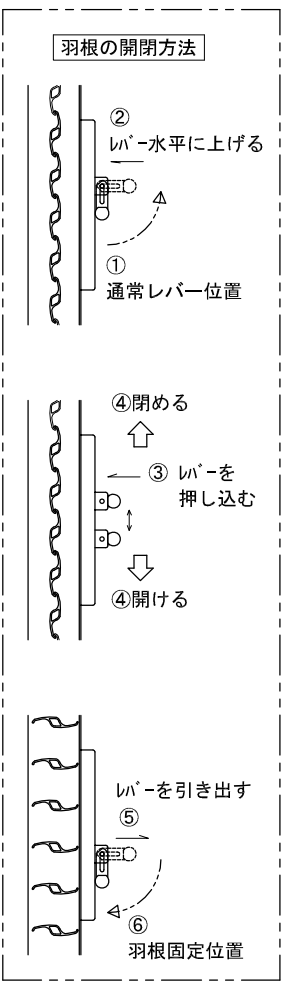 羽根の開閉方法
②
ﾚﾊﾞｰ水平に上げる
①
通常レバー位置
④閉める
③ ﾚﾊﾞｰを
押し込む
④開ける
ﾚﾊﾞｰを引き出す
⑤
⑥
羽根固定位置